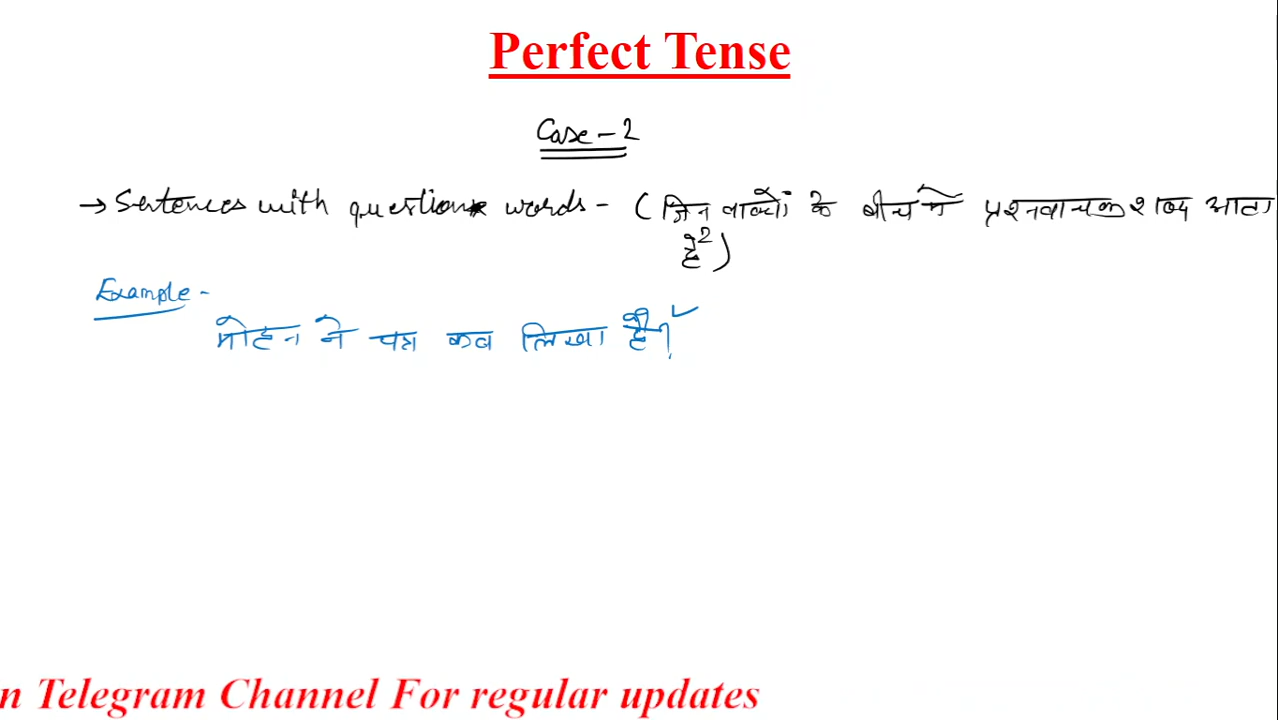 Perfect Tense
Case-2
→ Sentences with question words - (जिन वाक्यों के बीच में प्रश्नवाचक शब्द आता
है)
Example -
मोहन ने पत्र कब लिखा है।
n Telegram Channel For regular updates